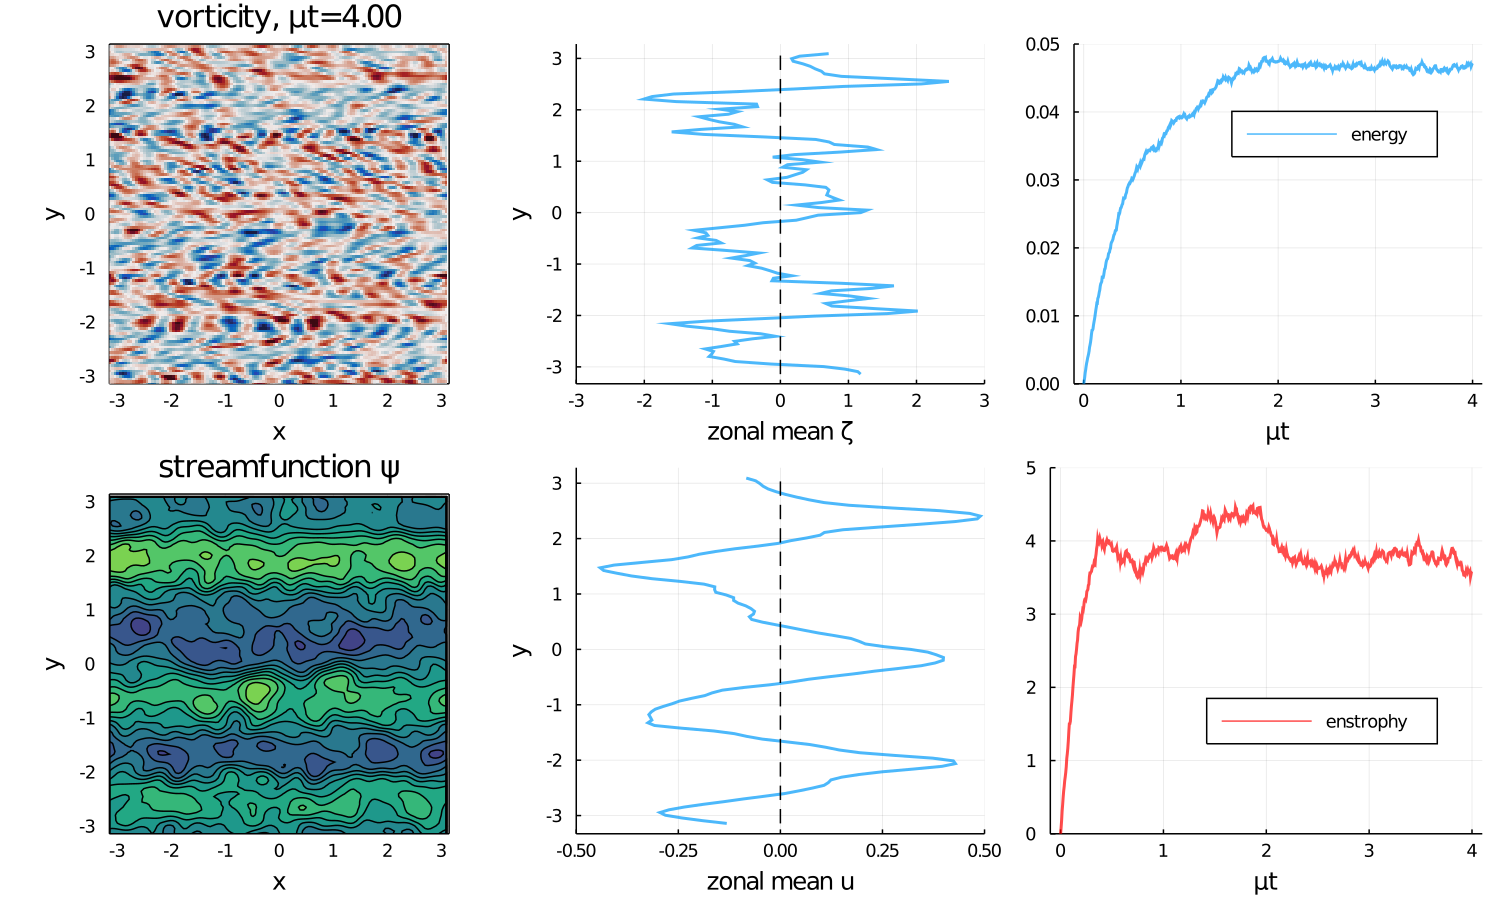 vorticity, μt=4.00
y
3
2
1
0
-1
-2
-3
-3 -2 -1 0 1 2 3
x
y
3
2
1
0
-1
-2
-3
-3 -2 -1 0 1 2 3
zonal mean ζ
0.05
0.04
0.03
0.02
0.01
0.00
energy
0 1 2 3 4
μt
streamfunction ψ
y
3
2
1
0
-1
-2
-3
-3 -2 -1 0 1 2 3
x
y
3
2
1
0
-1
-2
-3
-0.50 -0.25 0.00 0.25 0.50
zonal mean u
5
4
3
2
1
0
enstrophy
0 1 2 3 4
μt